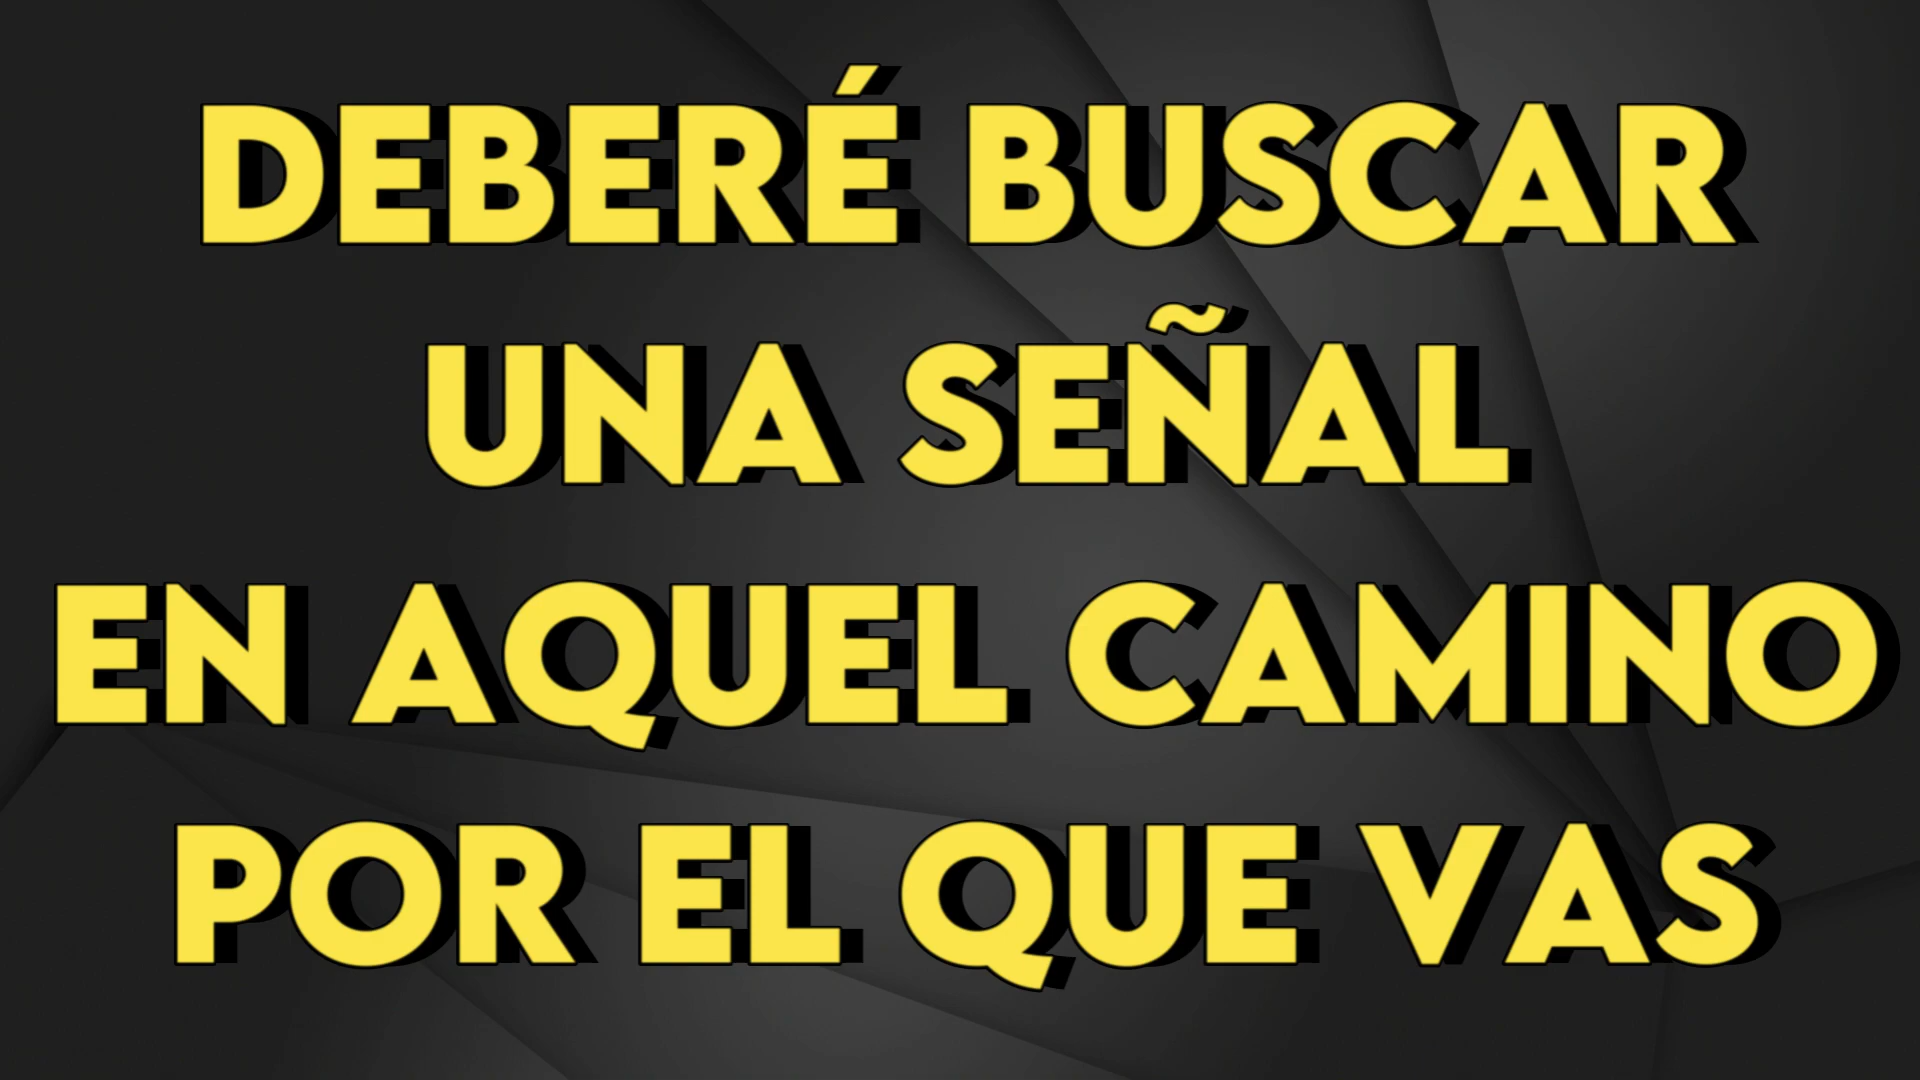 DEBERÉ BUSCAR
UNA SEÑAL
EN AQUEL CAMINO
POR EL QUE VAS